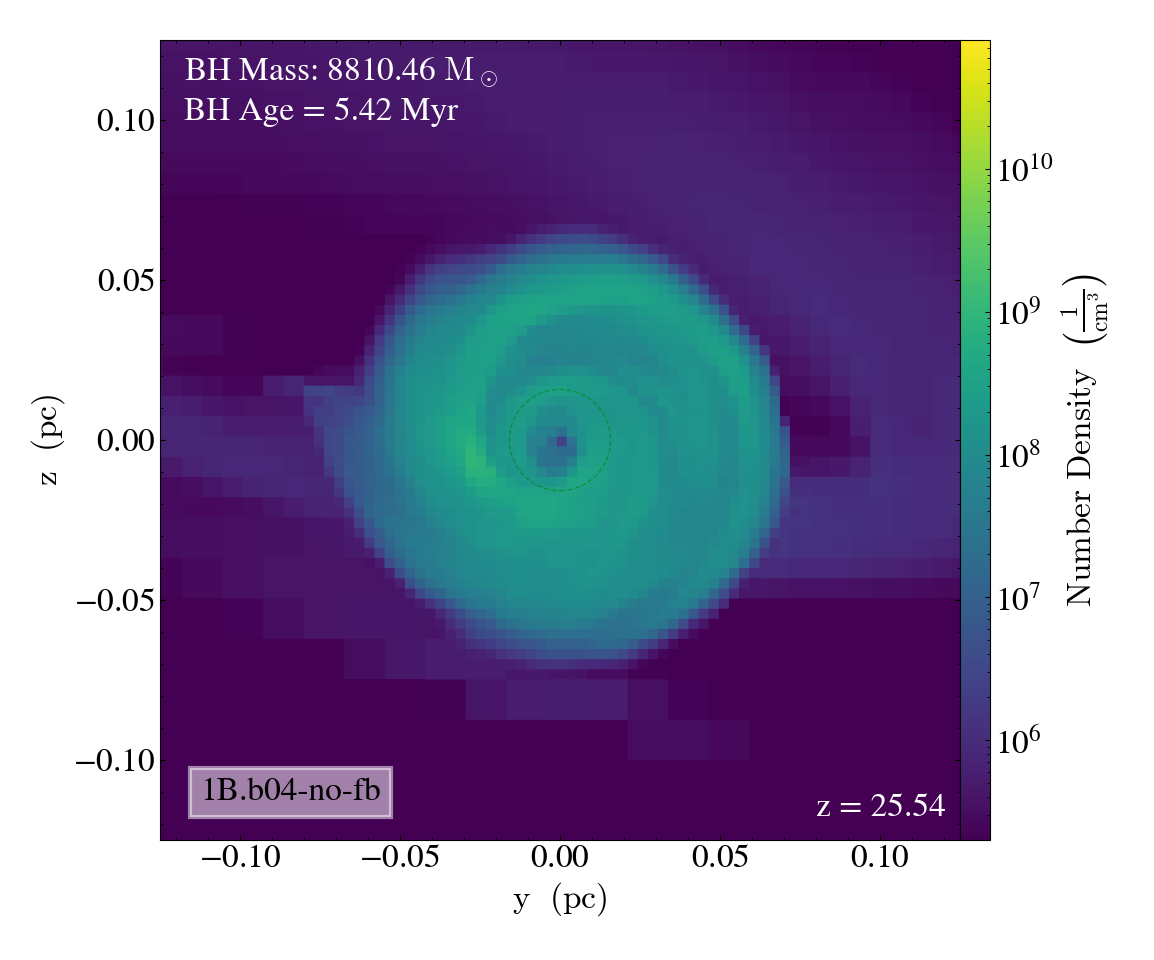 BH Mass: 8810.46 M⊙
BH Age = 5.42 Myr
0.10
0.05
0.00
−0.05
−0.10
z (pc)
1B.b04-no-fb
z = 25.54
−0.10 −0.05 0.00 0.05 0.10
y (pc)
10¹⁰
10⁹
10⁸
10⁷
10⁶
Number Density (1/cm³)